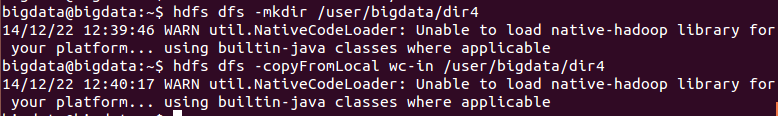 bigdata@bigdata:~$ hdfs dfs -mkdir /user/bigdata/dir4
14/12/22 12:39:46 WARN util.NativeCodeLoader: Unable to load native-hadoop library for
your platform... using builtin-java classes where applicable
bigdata@bigdata:~$ hdfs dfs -copyFromLocal wc-in /user/bigdata/dir4
14/12/22 12:40:17 WARN util.NativeCodeLoader: Unable to load native-hadoop library for
your platform... using builtin-java classes where applicable
bigdata@bigdata:~$